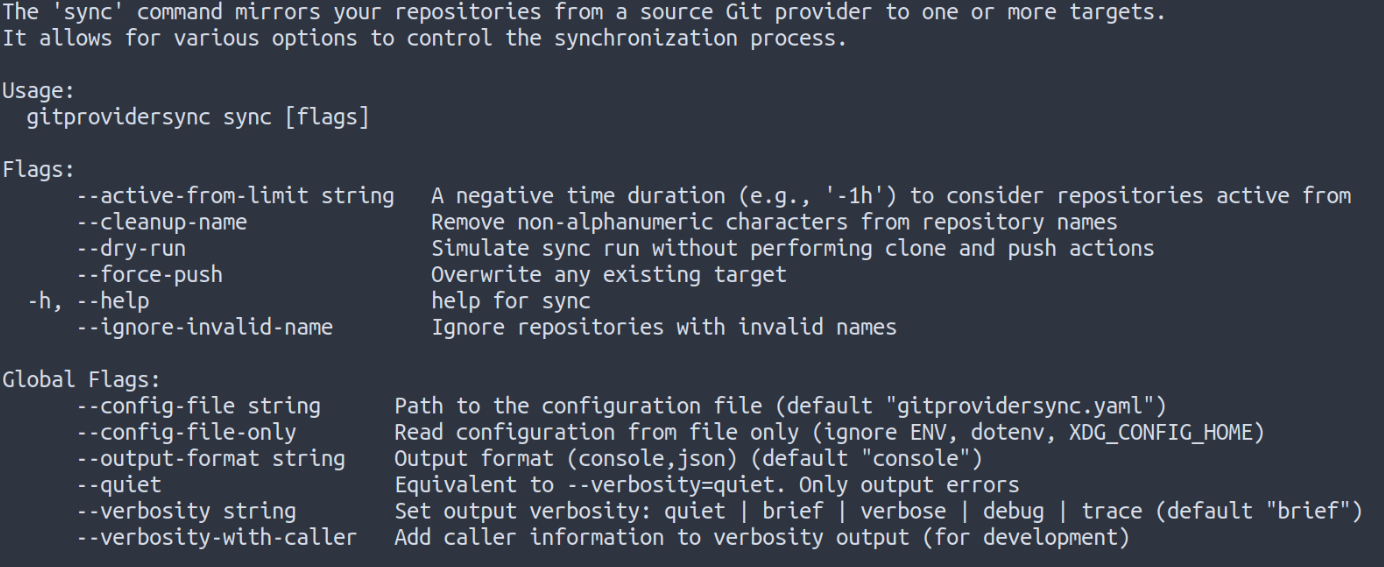 The 'sync' command mirrors your repositories from a source Git provider to one or more targets.
It allows for various options to control the synchronization process.

Usage:
  gitprovidersync sync [flags]

Flags:
      --active-from-limit string   A negative time duration (e.g., '-1h') to consider repositories active from
      --cleanup-name               Remove non-alphanumeric characters from repository names
      --dry-run                    Simulate sync run without performing clone and push actions
      --force-push                 Overwrite any existing target
  -h, --help                       help for sync
      --ignore-invalid-name        Ignore repositories with invalid names

Global Flags:
      --config-file string      Path to the configuration file (default "gitprovidersync.yaml")
      --config-file-only        Read configuration from file only (ignore ENV, dotenv, XDG_CONFIG_HOME)
      --output-format string    Output format (console,json) (default "console")
      --quiet                   Equivalent to --verbosity=quiet. Only output errors
      --verbosity string        Set output verbosity: quiet | brief | verbose | debug | trace (default "brief")
      --verbosity-with-caller   Add caller information to verbosity output (for development)